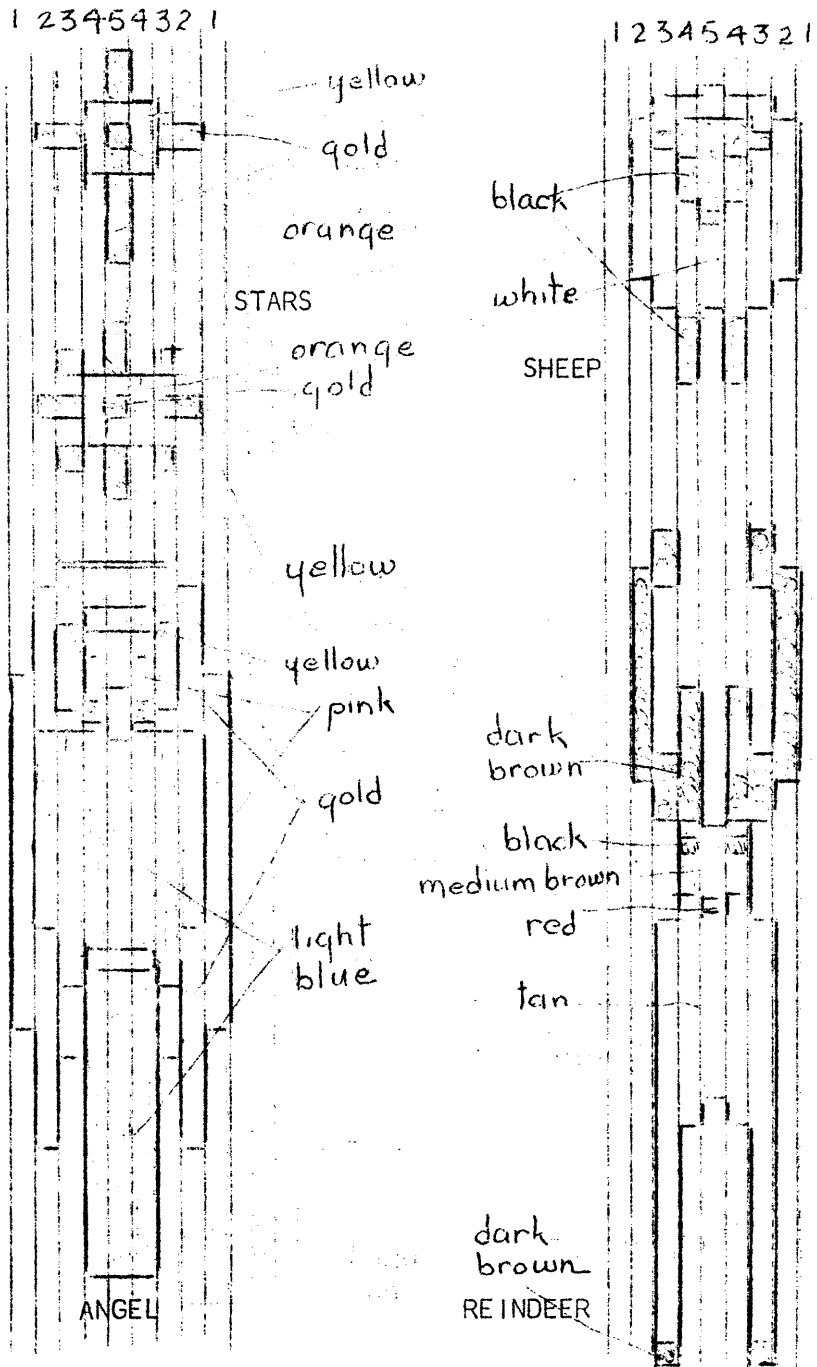 1 2 3 4 5 4 3 2 1
yellow
gold
orange
STARS
orange
gold
yellow
yellow
pink
gold
light
blue
ANGEL
1 2 3 4 5 4 3 2 1
black
white
SHEEP
dark
brown
black
medium brown
red
tan
dark
brown
REINDEER